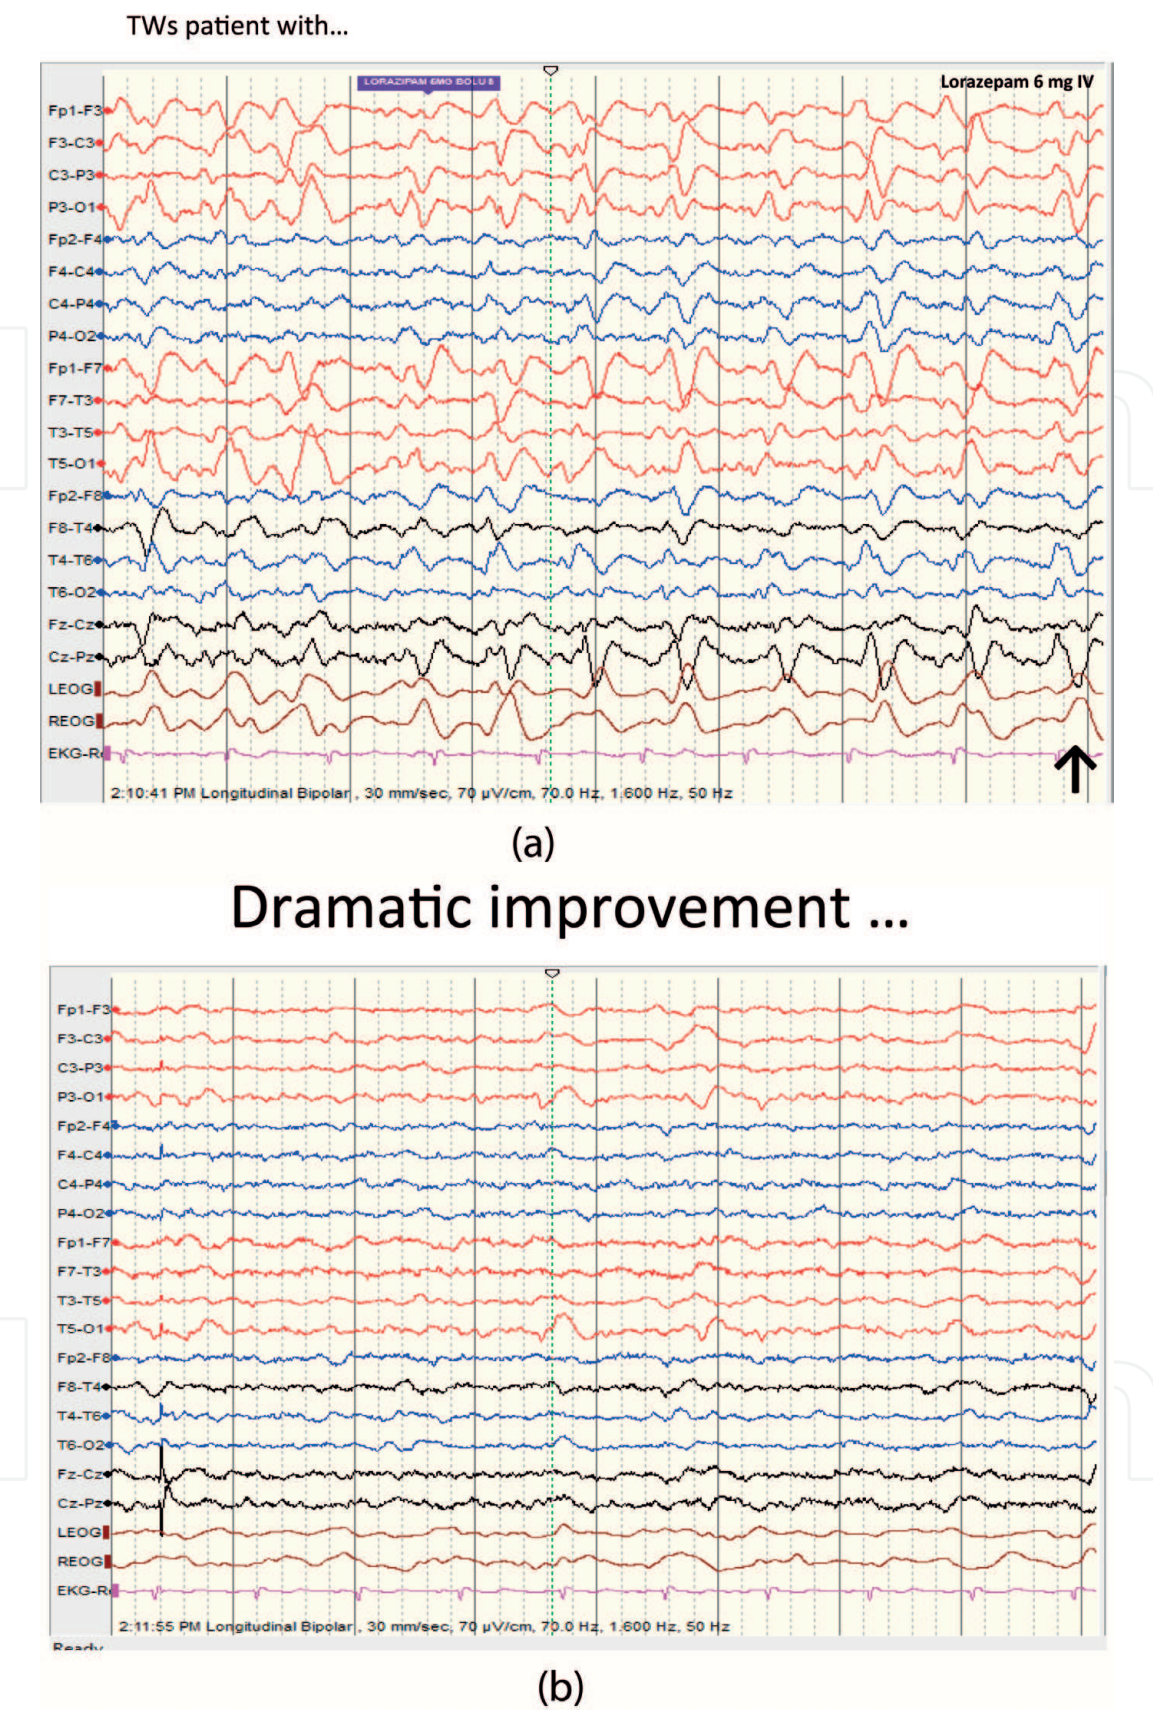 TWs patient with...
LORAZIPAM 6MG BOLUS
Lorazepam 6 mg IV
Fp1-F3
F3-C3
C3-P3
P3-O1
Fp2-F4
F4-C4
C4-P4
P4-O2
Fp1-F7
F7-T3
T3-T5
T5-O1
Fp2-F8
F8-T4
T4-T6
T6-O2
Fz-Cz
Cz-Pz
LEOG
REOG
EKG-R
2:10:41 PM Longitudinal Bipolar , 30 mm/sec, 70 µV/cm, 70.0 Hz, 1.600 Hz, 50 Hz
(a)
Dramatic improvement ...
Fp1-F3
F3-C3
C3-P3
P3-O1
Fp2-F4
F4-C4
C4-P4
P4-O2
Fp1-F7
F7-T3
T3-T5
T5-O1
Fp2-F8
F8-T4
T4-T6
T6-O2
Fz-Cz
Cz-Pz
LEOG
REOG
EKG-R
2:11:55 PM Longitudinal Bipolar , 30 mm/sec, 70 µV/cm, 70.0 Hz, 1.600 Hz, 50 Hz
Ready
(b)